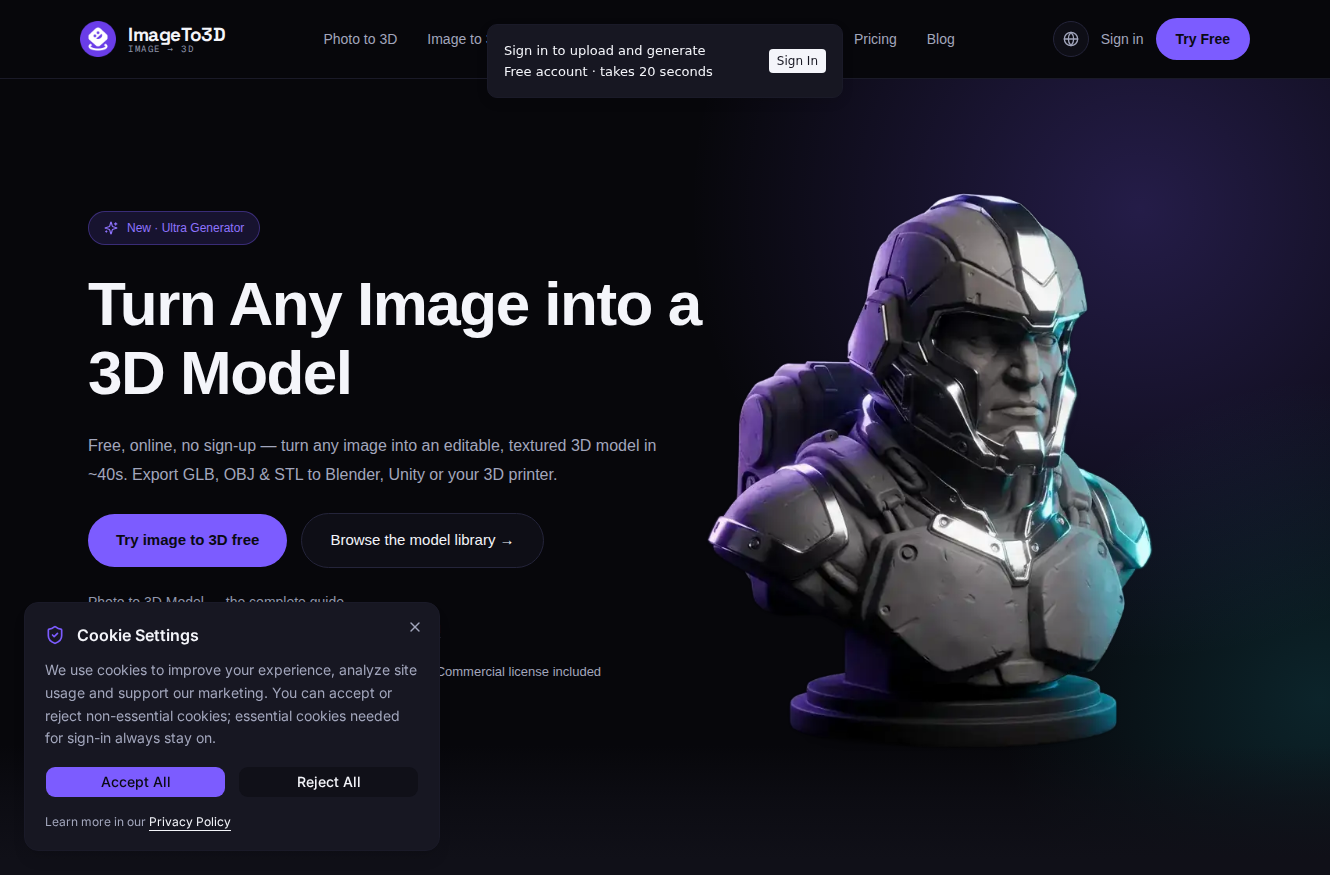 ImageTo3D
IMAGE → 3D
Photo to 3D
Image to
Sign in to upload and generate
Free account · takes 20 seconds
Sign In
Pricing
Blog
Sign in
Try Free
New · Ultra Generator
Turn Any Image into a
3D Model
Free, online, no sign-up — turn any image into an editable, textured 3D model in
~40s. Export GLB, OBJ & STL to Blender, Unity or your 3D printer.
Try image to 3D free
Browse the model library →
Photo to 3D Model — the complete guide
Commercial license included
Cookie Settings
We use cookies to improve your experience, analyze site
usage and support our marketing. You can accept or
reject non-essential cookies; essential cookies needed
for sign-in always stay on.
Accept All
Reject All
Learn more in our Privacy Policy